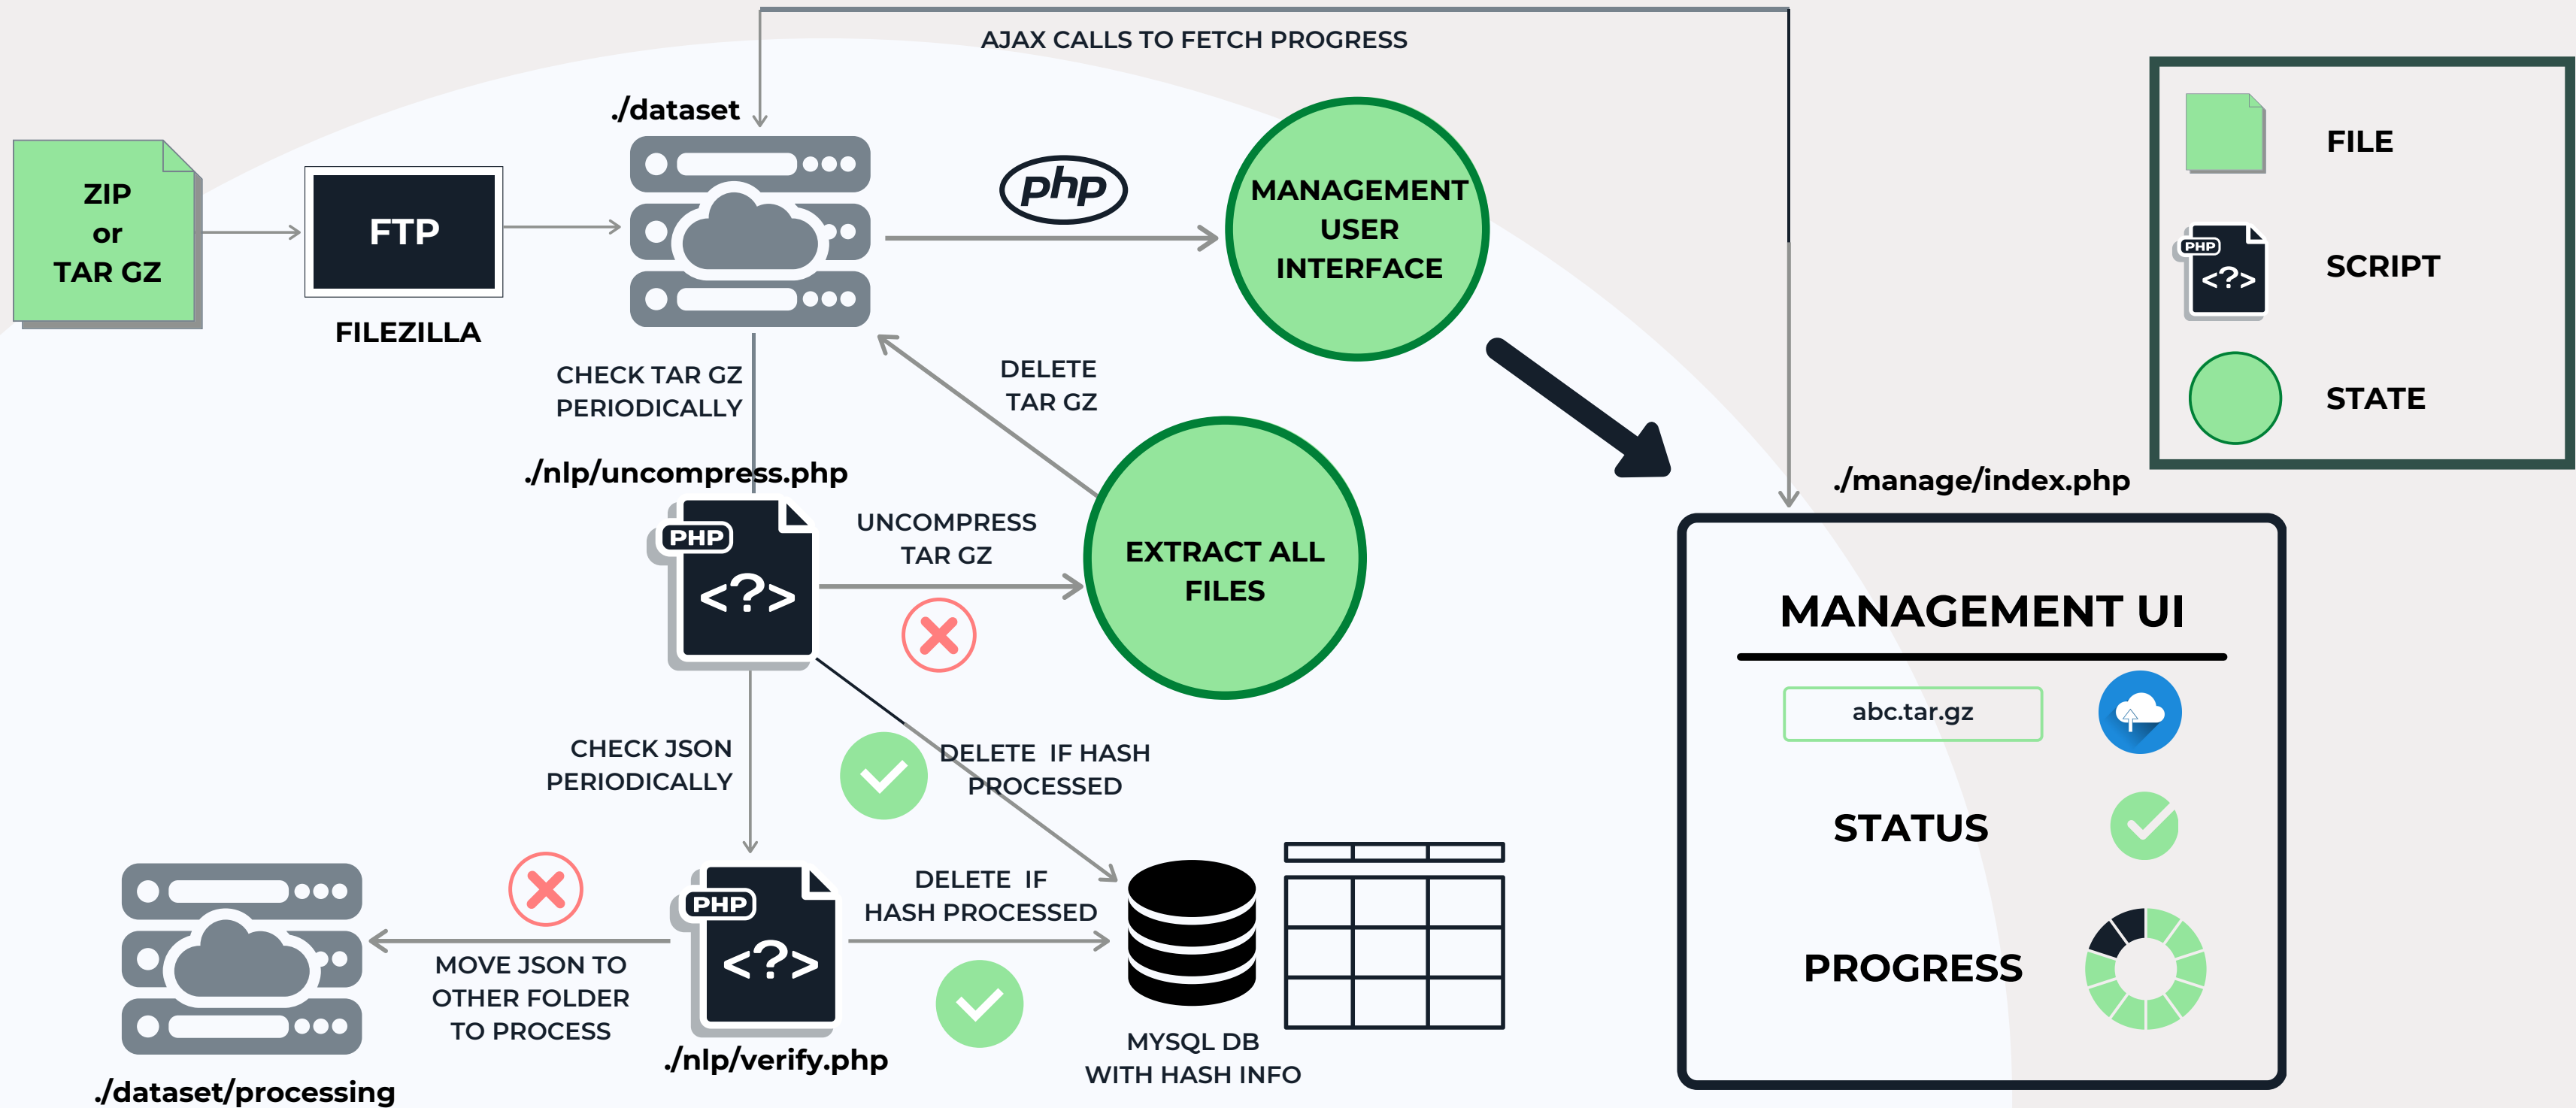 AJAX CALLS TO FETCH PROGRESS
./dataset
ZIP
or
TAR GZ
FTP
FILEZILLA
php
MANAGEMENT
USER
INTERFACE
FILE
PHP
<?>
SCRIPT
STATE
CHECK TAR GZ
PERIODICALLY
DELETE
TAR GZ
./nlp/uncompress.php
PHP
<?>
UNCOMPRESS
TAR GZ
EXTRACT ALL
FILES
./manage/index.php
MANAGEMENT UI
abc.tar.gz
STATUS
PROGRESS
CHECK JSON
PERIODICALLY
DELETE IF HASH
PROCESSED
DELETE IF
HASH PROCESSED
PHP
<?>
MOVE JSON TO
OTHER FOLDER
TO PROCESS
./nlp/verify.php
MYSQL DB
WITH HASH INFO
./dataset/processing